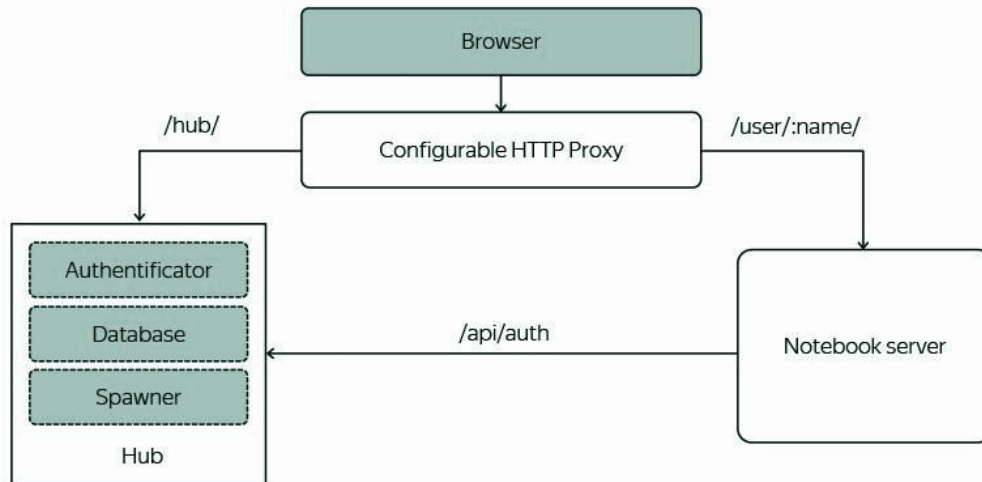 Browser
/hub/
Configurable HTTP Proxy
/user/:name/
Authentificator
Database
Spawner
Hub
/api/auth
Notebook server